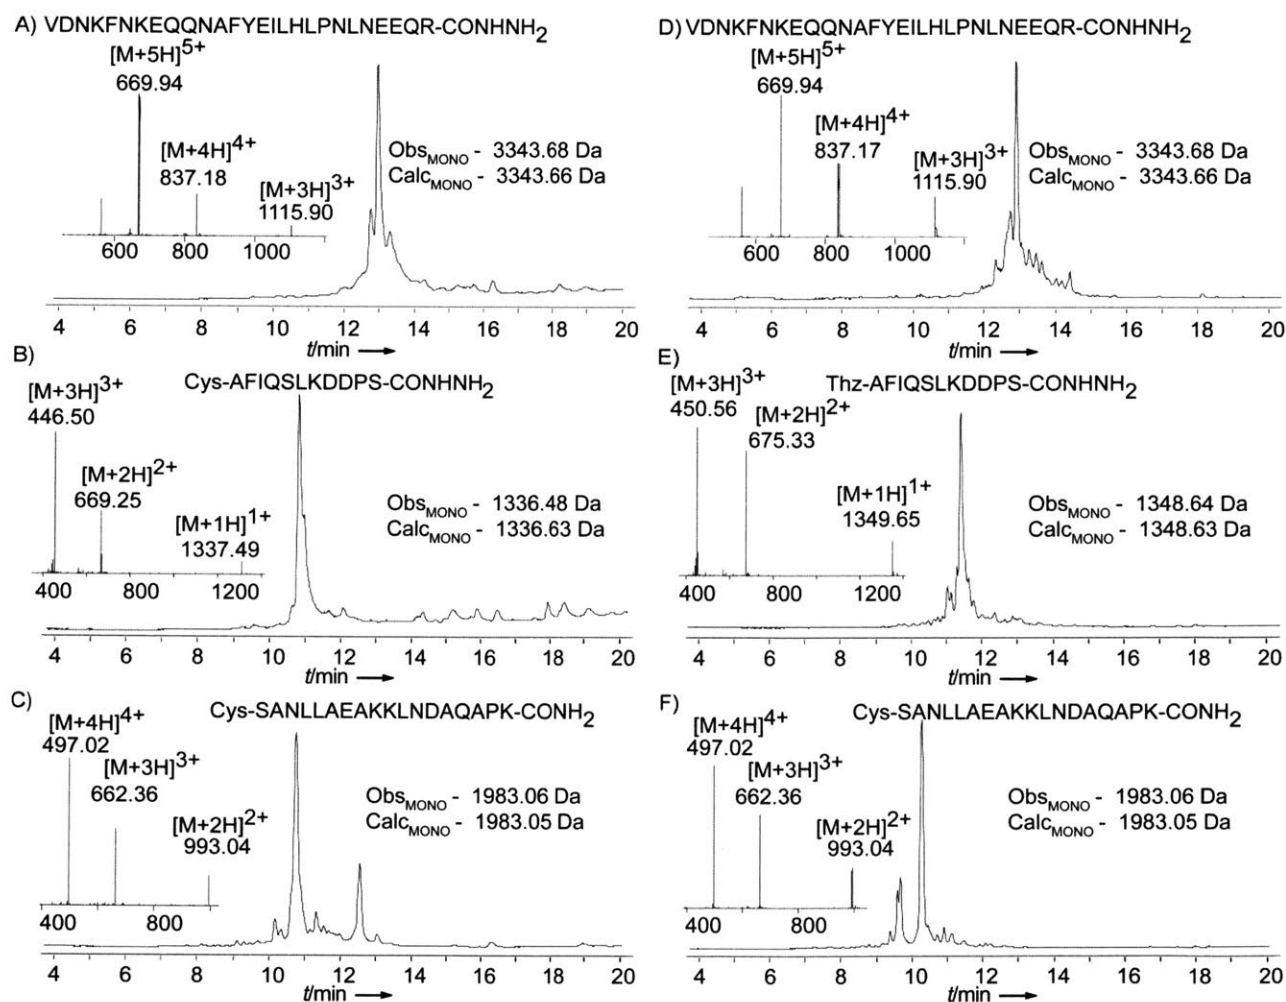 A) VDNKFNKEQQNAFYEILHLPNLNEEQR-CONHNH2
[M+5H]5+
669.94
[M+4H]4+
837.18
[M+3H]3+
1115.90
ObsMONO - 3343.68 Da
CalcMONO - 3343.66 Da
600 800 1000
4 6 8 10 12 14 16 18 20
t/min
B)
Cys-AFIQSLKDDPS-CONHNH2
[M+3H]3+
446.50
[M+2H]2+
669.25
[M+1H]1+
1337.49
ObsMONO - 1336.48 Da
CalcMONO - 1336.63 Da
400 800 1200
4 6 8 10 12 14 16 18 20
t/min
C)
Cys-SANLLAEAKKLNDAQAPK-CONH2
[M+4H]4+
497.02
[M+3H]3+
662.36
[M+2H]2+
993.04
ObsMONO - 1983.06 Da
CalcMONO - 1983.05 Da
400 800
4 6 8 10 12 14 16 18 20
t/min
D) VDNKFNKEQQNAFYEILHLPNLNEEQR-CONHNH2
[M+5H]5+
669.94
[M+4H]4+
837.17
[M+3H]3+
1115.90
ObsMONO - 3343.68 Da
CalcMONO - 3343.66 Da
600 800 1000
4 6 8 10 12 14 16 18 20
t/min
E)
Thz-AFIQSLKDDPS-CONHNH2
[M+3H]3+
450.56
[M+2H]2+
675.33
[M+1H]1+
1349.65
ObsMONO - 1348.64 Da
CalcMONO - 1348.63 Da
400 800 1200
4 6 8 10 12 14 16 18 20
t/min
F)
Cys-SANLLAEAKKLNDAQAPK-CONH2
[M+4H]4+
497.02
[M+3H]3+
662.36
[M+2H]2+
993.04
ObsMONO - 1983.06 Da
CalcMONO - 1983.05 Da
400 800
4 6 8 10 12 14 16 18 20
t/min